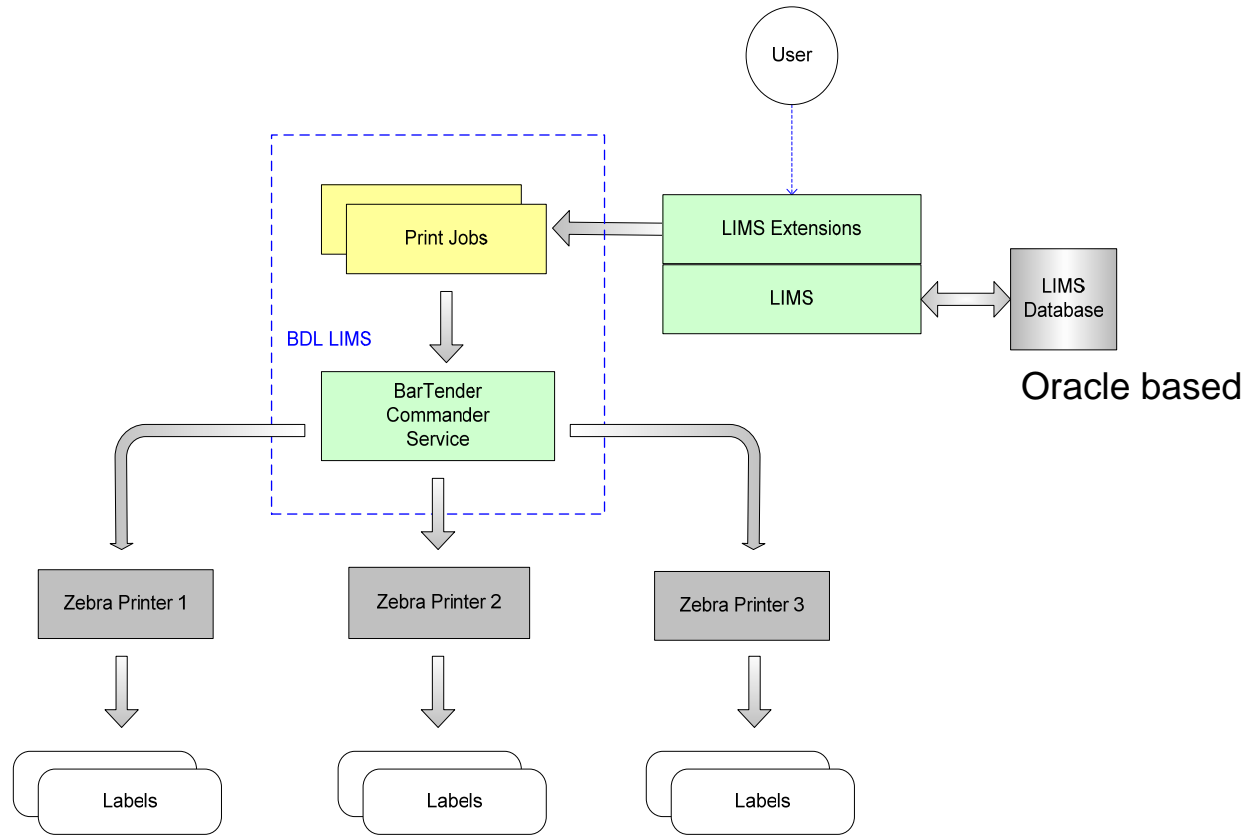 User
LIMS Extensions
Print Jobs
LIMS
LIMS
Database
BDL LIMS
Oracle based
BarTender
Commander
Service
Zebra Printer 1
Zebra Printer 2
Zebra Printer 3
Labels
Labels
Labels